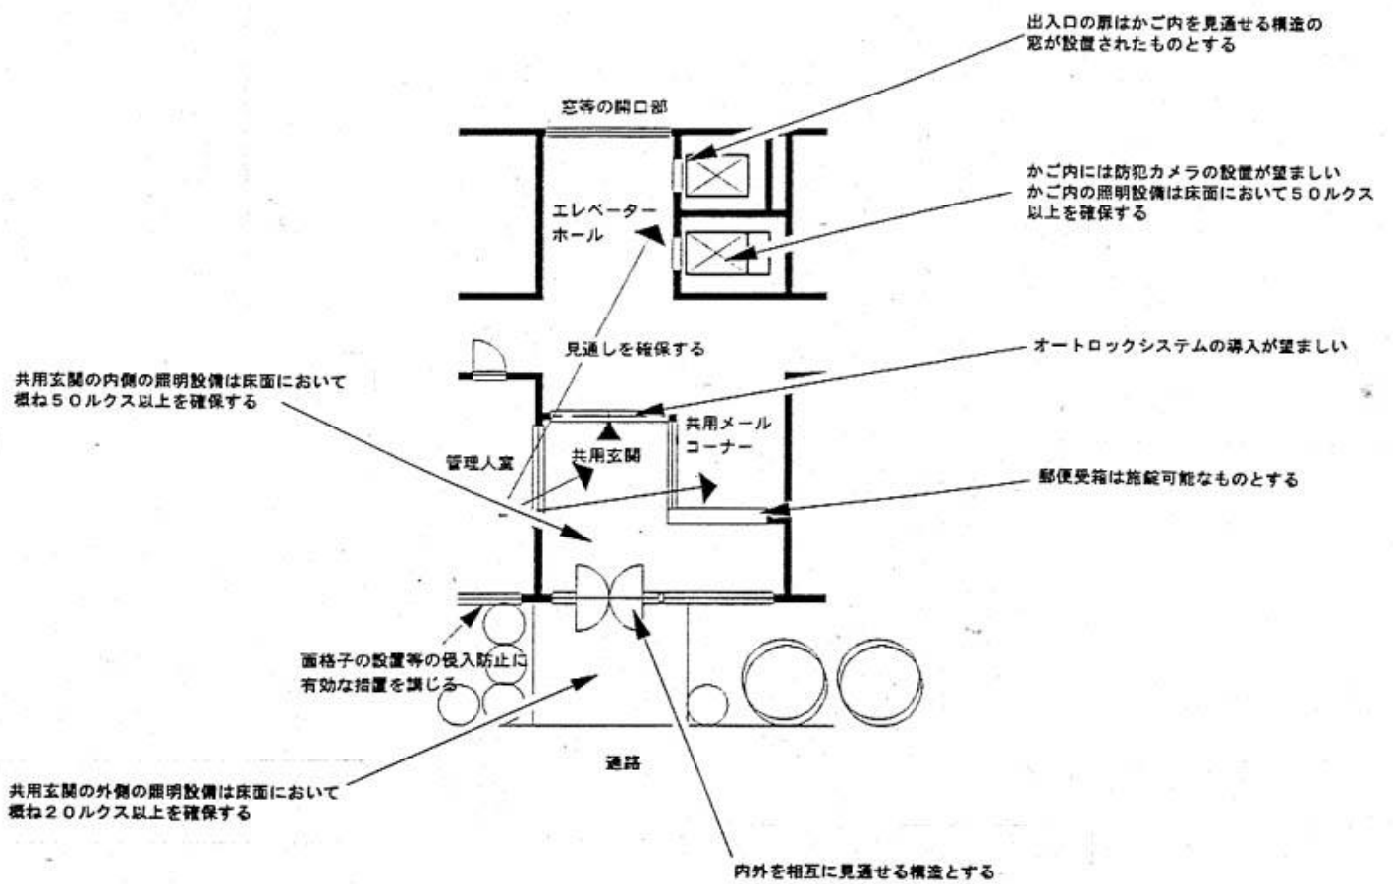 出入口の扉はかご内を見通せる構造の
窓が設置されたものとする
窓等の開口部
かご内には防犯カメラの設置が望ましい
かご内の照明設備は床面において５０ルクス
以上を確保する
エレベーター
ホール
見通しを確保する
オートロックシステムの導入が望ましい
共用玄関の内側の照明設備は床面において
概ね５０ルクス以上を確保する
共用メール
コーナー
管理人室
共用玄関
郵便受箱は施錠可能なものとする
面格子の設置等の侵入防止に
有効な措置を講じる
通路
共用玄関の外側の照明設備は床面において
概ね２０ルクス以上を確保する
内外を相互に見通せる構造とする